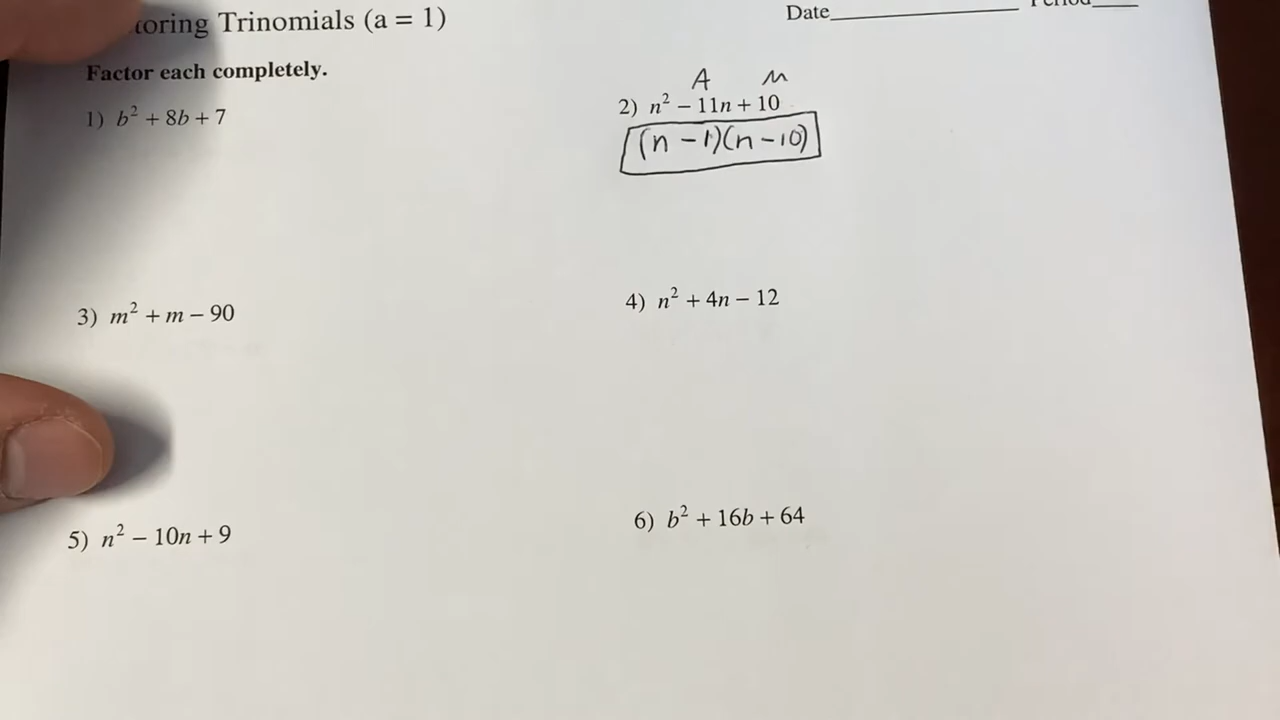 toring Trinomials (a = 1)
Date
Factor each completely.
A M
1) b² + 8b + 7
2) n² − 11n + 10
(n − 1)(n − 10)
3) m² + m − 90
4) n² + 4n − 12
5) n² − 10n + 9
6) b² + 16b + 64